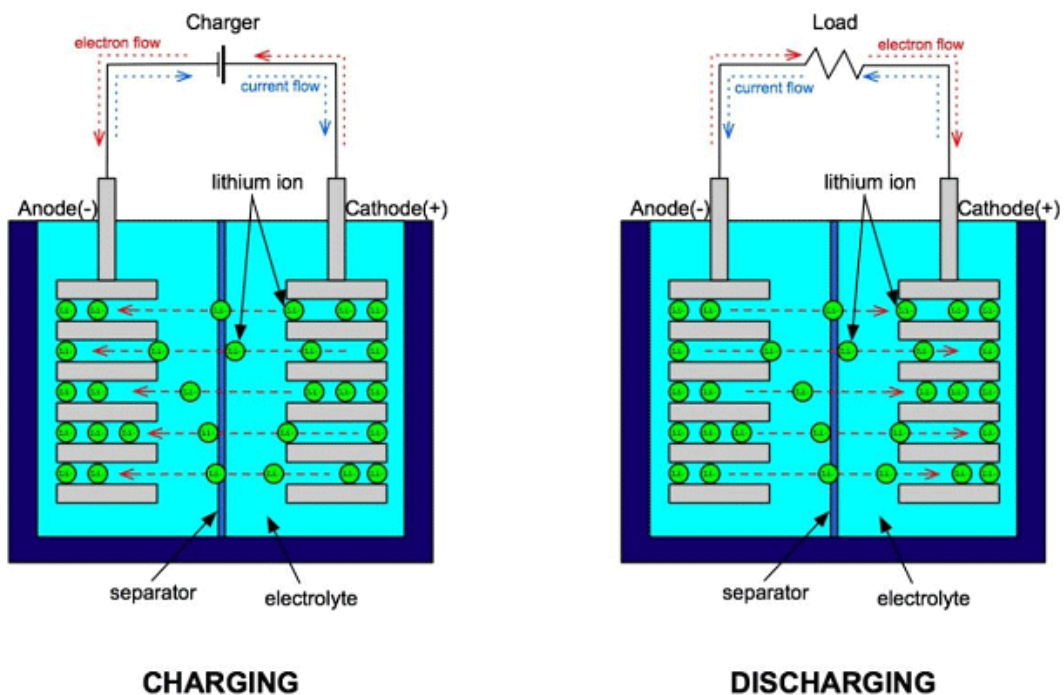 Charger
electron flow
current flow
lithium ion
Anode(-)
Cathode(+)
separator
electrolyte
CHARGING
Load
electron flow
current flow
lithium ion
Anode(-)
Cathode(+)
separator
electrolyte
DISCHARGING